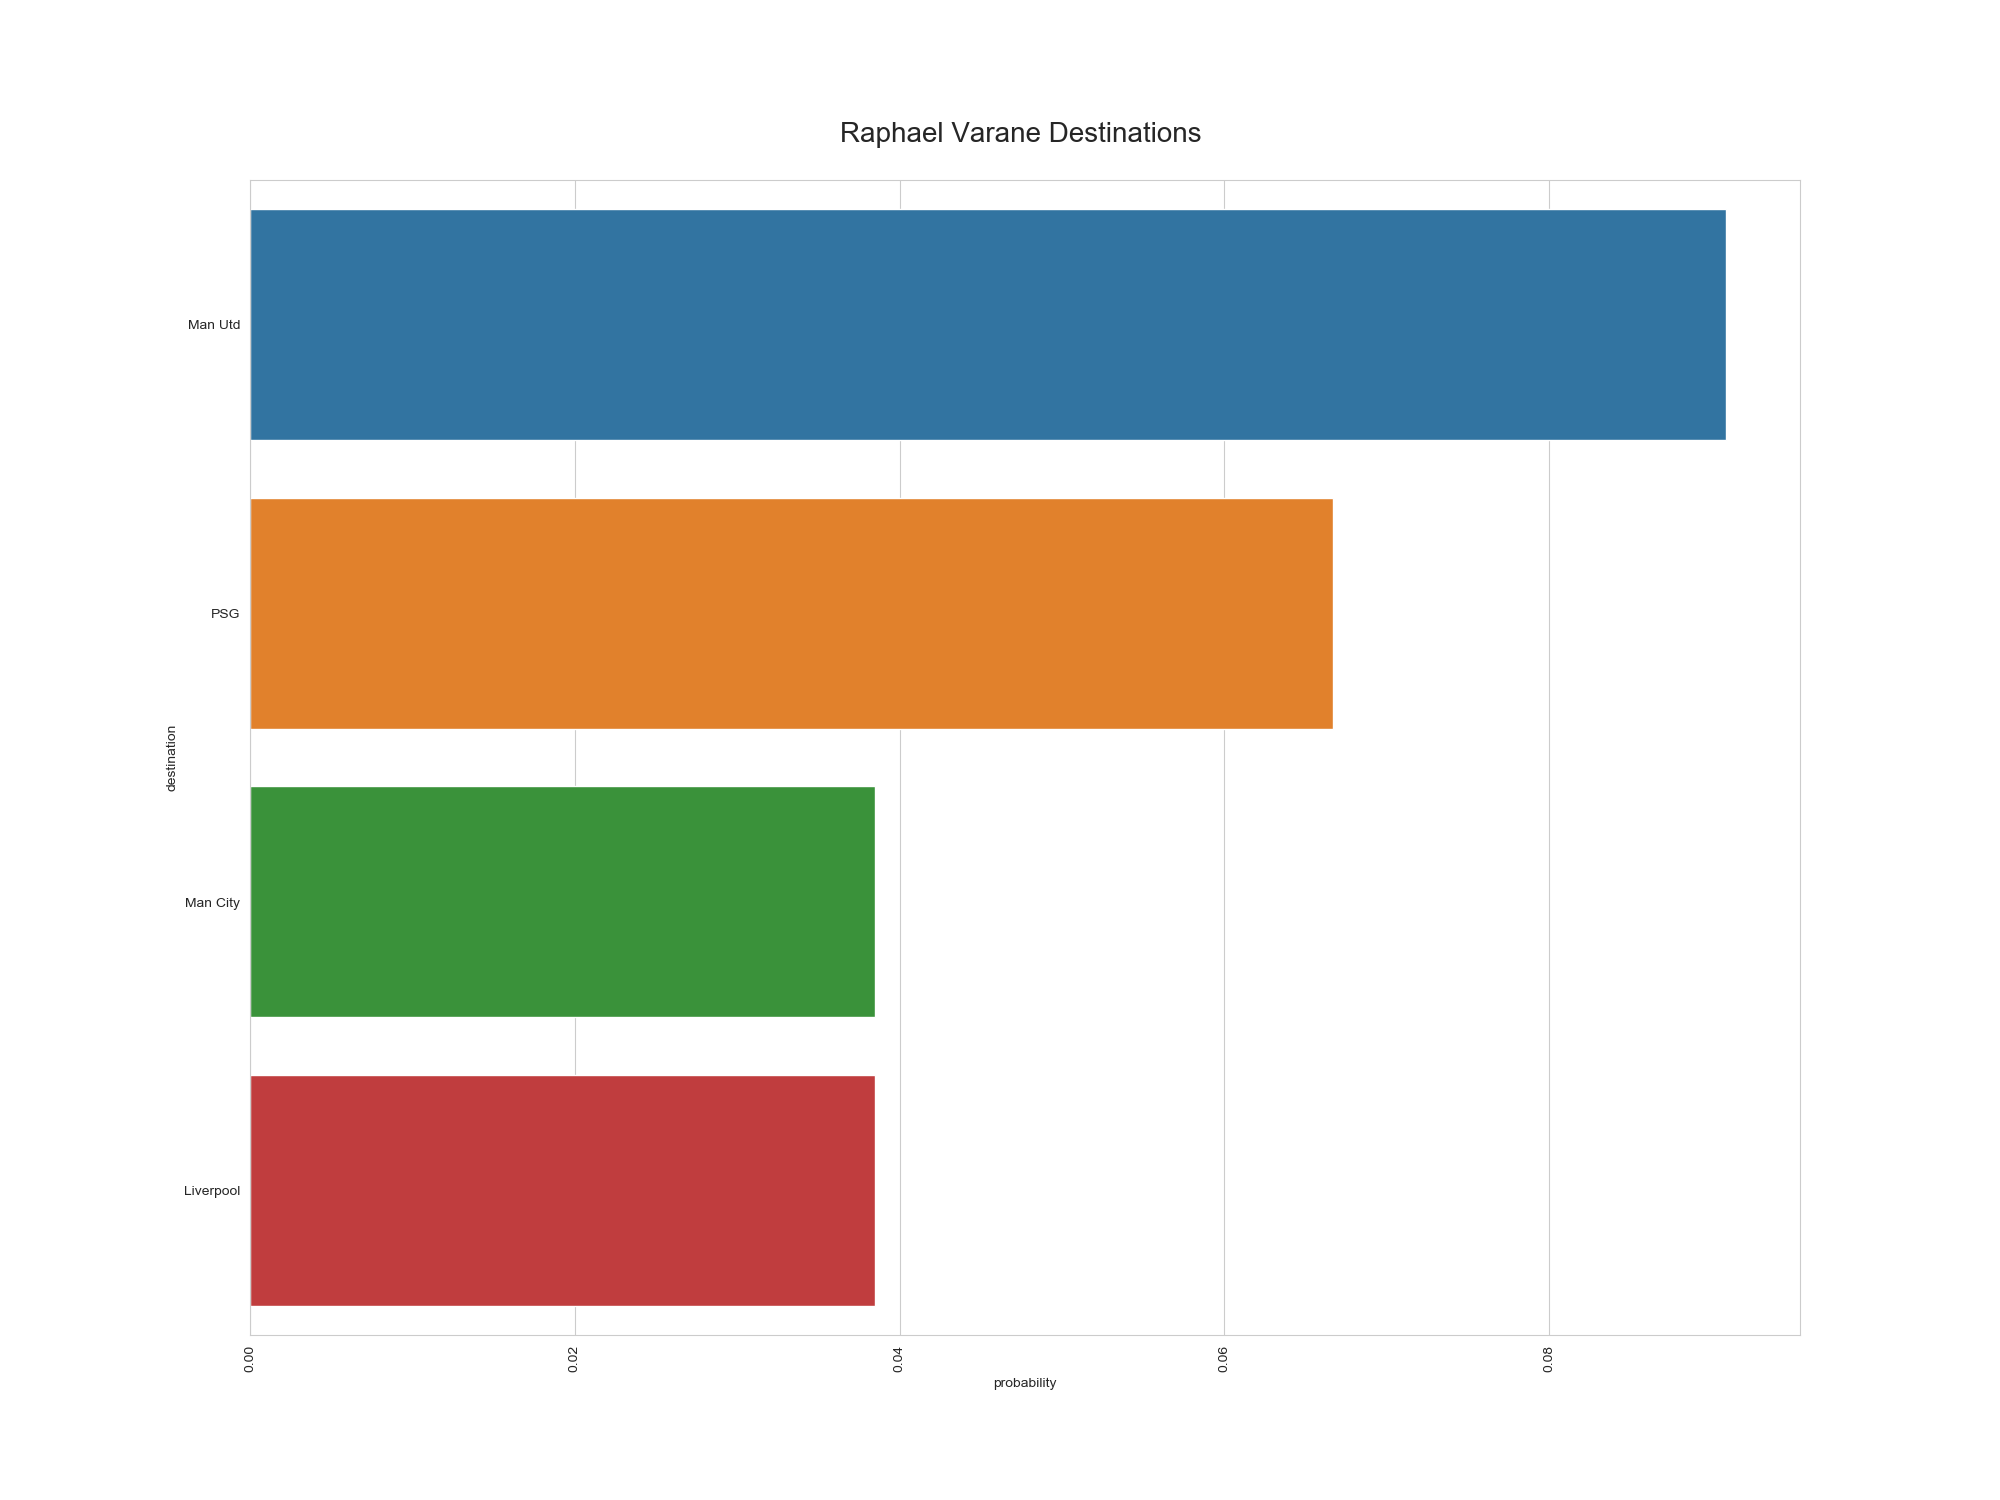 Raphael Varane Destinations
destination
Man Utd
PSG
Man City
Liverpool
0.00
0.02
0.04
0.06
0.08
probability